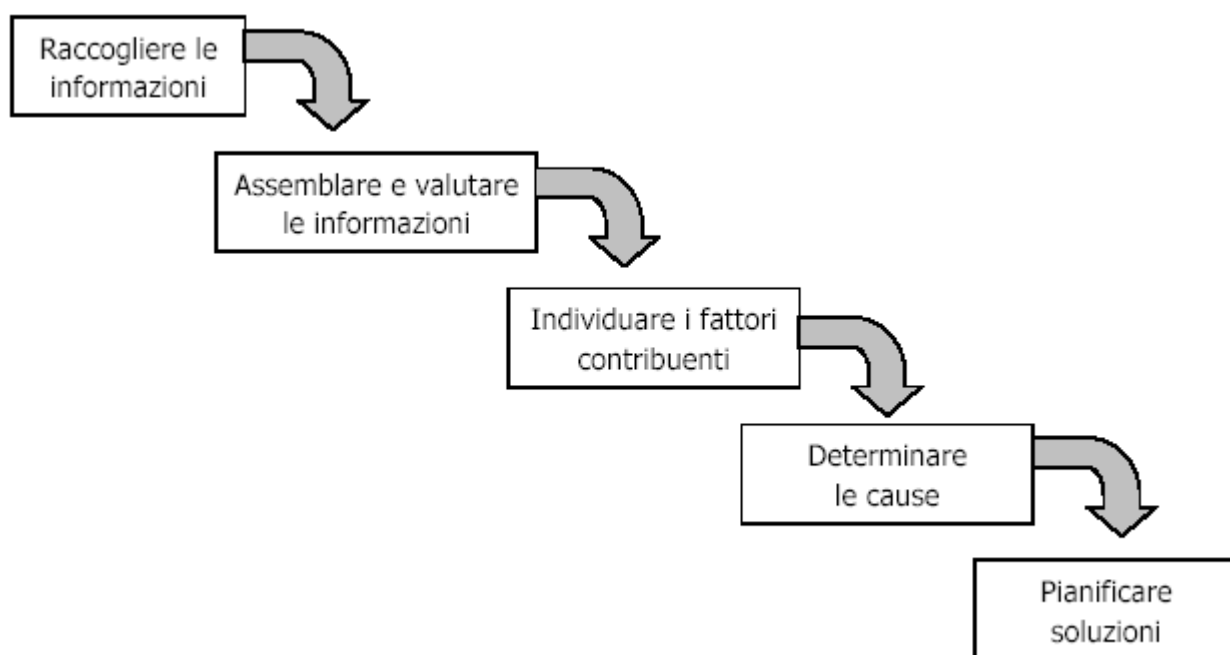 Raccogliere le
informazioni
Assemblare e valutare
le informazioni
Individuare i fattori
contribuenti
Determinare
le cause
Pianificare
soluzioni